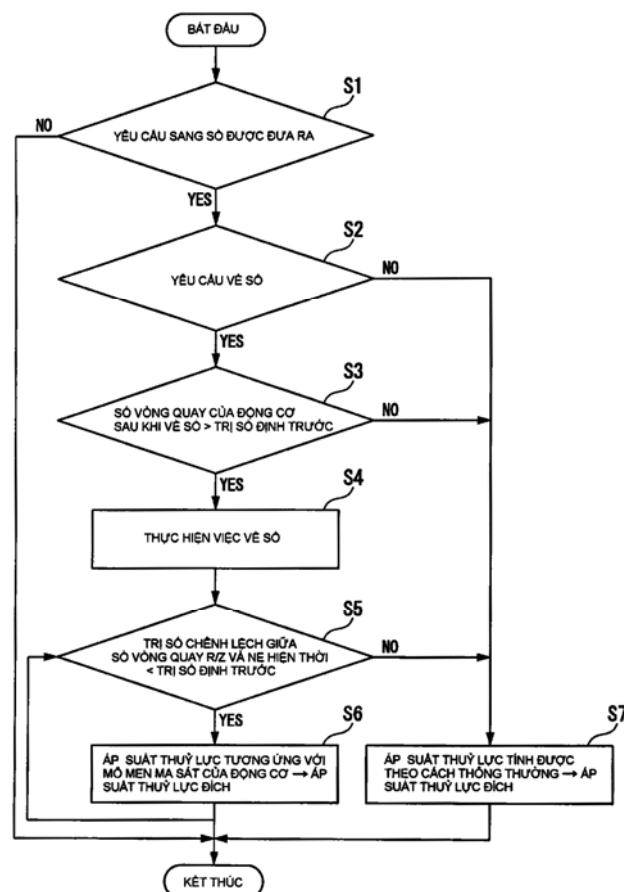 BẮT ĐẦU
S1
NO
YÊU CẦU SANG SỐ ĐƯỢC ĐƯA RA
YES
S2
YÊU CẦU VỀ SỐ
NO
YES
S3
SỐ VÒNG QUAY CỦA ĐỘNG CƠ
SAU KHI VỀ SỐ > TRỊ SỐ ĐỊNH TRƯỚC
NO
YES
S4
THỰC HIỆN VIỆC VỀ SỐ
S5
TRỊ SỐ CHÊNH LỆCH GIỮA
SỐ VÒNG QUAY R/Z VÀ NE HIỆN THỜI
< TRỊ SỐ ĐỊNH TRƯỚC
NO
YES
S6
ÁP SUẤT THUỶ LỰC TƯƠNG ỨNG VỚI
MÔ MEN MA SÁT CỦA ĐỘNG CƠ → ÁP
SUẤT THUỶ LỰC ĐÍCH
S7
ÁP SUẤT THUỶ LỰC TÍNH ĐƯỢC
THEO CÁCH THÔNG THƯỜNG → ÁP
SUẤT THUỶ LỰC ĐÍCH
KẾT THÚC